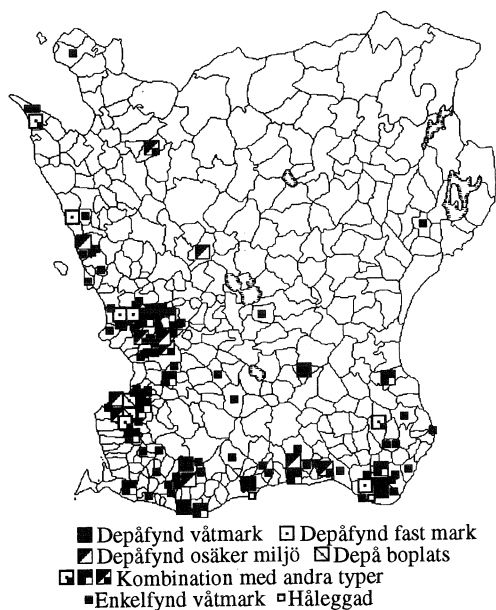 Depåfynd våtmark Depåfynd fast mark
Depåfynd osäker miljö Depå boplats
Kombination med andra typer
Enkelfynd våtmark Håleggad